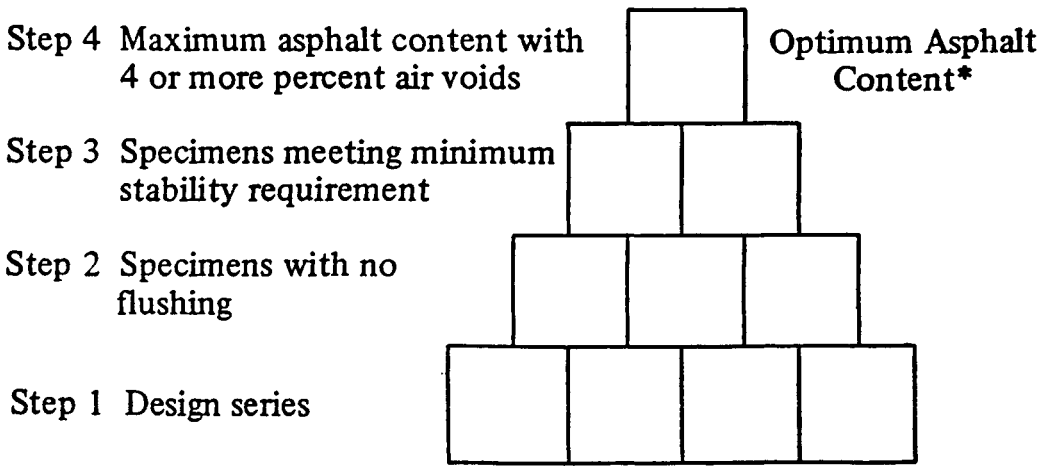 Step 4 Maximum asphalt content with
4 or more percent air voids
Optimum Asphalt
Content*
Step 3 Specimens meeting minimum
stability requirement
Step 2 Specimens with no
flushing
Step 1 Design series